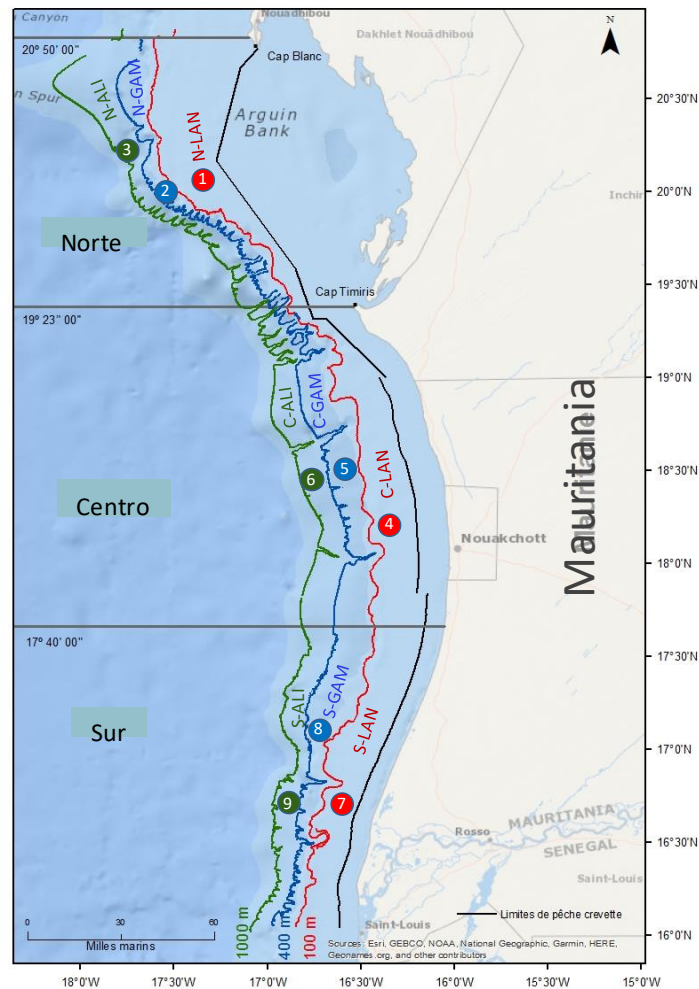 i Canyon
Nouâdhibou
N
Dakhlet Nouâdhibou
20º 50' 00"
Cap Blanc
n Spur
N-ALI
N-GAM
N-LAN
Arguin
Bank
20°30'N
3
2
1
20°0'N
Inchir
Norte
Cap Timiris
19°30'N
19º 23" 00'
19°0'N
C-ALI
C-GAM
C-LAN
Mauritania
18°30'N
5
6
4
Centro
Nouakchott
18°0'N
17º 40' 00"
17°30'N
S-ALI
S-GAM
S-LAN
Sur
8
17°0'N
9
7
MAURITANIA
Rosso
SENEGAL
16°30'N
Saint-Louis
1000 m
400 m
100 m
0 30 60
Milles marins
Limites de pêche crevette
Saint-Louis
16°0'N
Sources: Esri, GEBCO, NOAA, National Geographic, Garmin, HERE,
Geonames.org, and other contributors
18°0'W 17°30'W 17°0'W 16°30'W 16°0'W 15°30'W 15°0'W